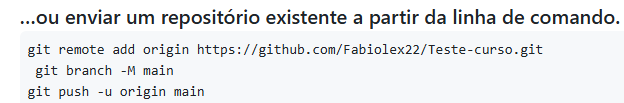 ...ou enviar um repositório existente a partir da linha de comando.
git remote add origin https://github.com/Fabiolex22/Teste-curso.git
git branch -M main
git push -u origin main